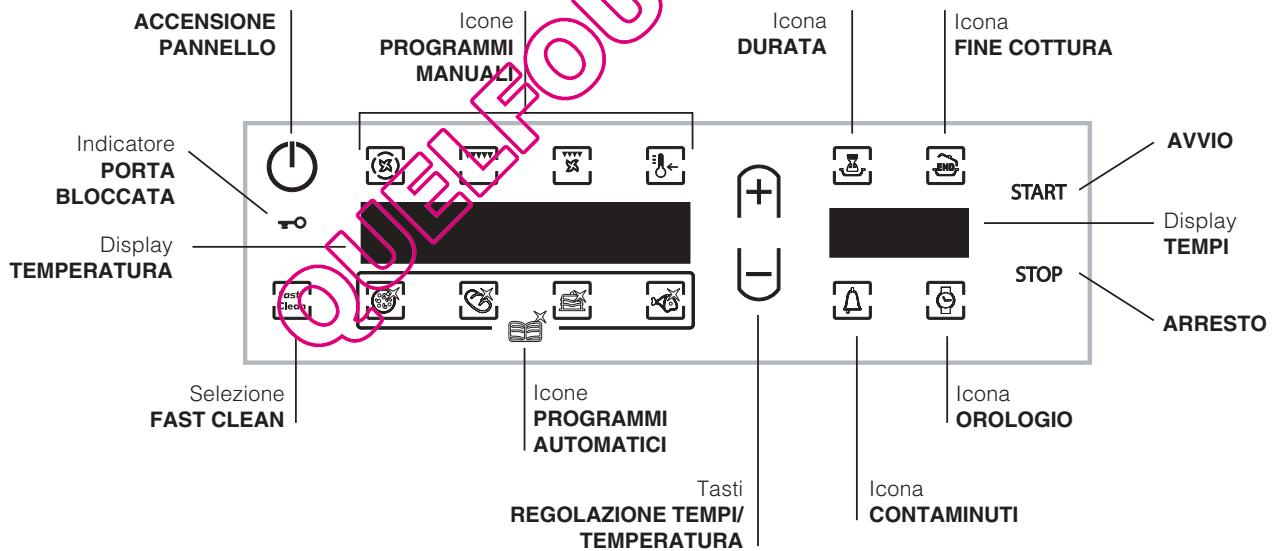 ACCENSIONE
PANNELLO
Icone
PROGRAMMI
MANUALI
Icona
DURATA
Icona
FINE COTTURA
Indicatore
PORTA
BLOCCATA
AVVIO
END
START
Display
TEMPERATURA
Display
TEMPI
STOP
Fast
Clean
ARRESTO
Selezione
FAST CLEAN
Icone
PROGRAMMI
AUTOMATICI
Icona
OROLOGIO
Tasti
REGOLAZIONE TEMPI/
TEMPERATURA
Icona
CONTAMINUTI
QUELFOU